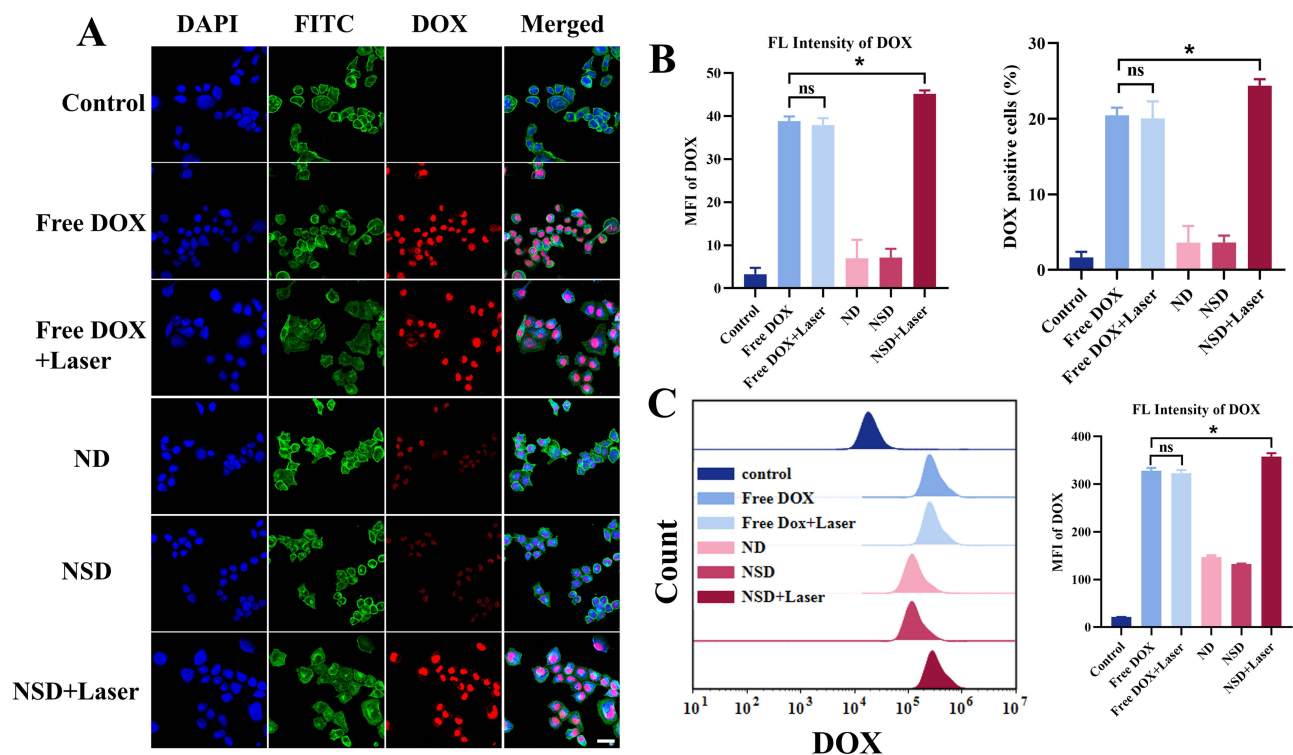 A
DAPI FITC DOX Merged
Control
Free DOX
Free DOX
+Laser
ND
NSD
NSD+Laser
B
FL Intensity of DOX
MFI of DOX
50
40
30
20
10
0
*
ns
Control
Free DOX
Free DOX+Laser
ND
NSD
NSD+Laser
DOX positive cells (%)
30
20
10
0
*
ns
Control
Free DOX
Free DOX+Laser
ND
NSD
NSD+Laser
C
Count
control
Free DOX
Free Dox+Laser
ND
NSD
NSD+Laser
10¹ 10² 10³ 10⁴ 10⁵ 10⁶ 10⁷
DOX
FL Intensity of DOX
MFI of DOX
400
300
200
100
0
*
ns
Control
Free DOX
Free DOX+Laser
ND
NSD
NSD+Laser